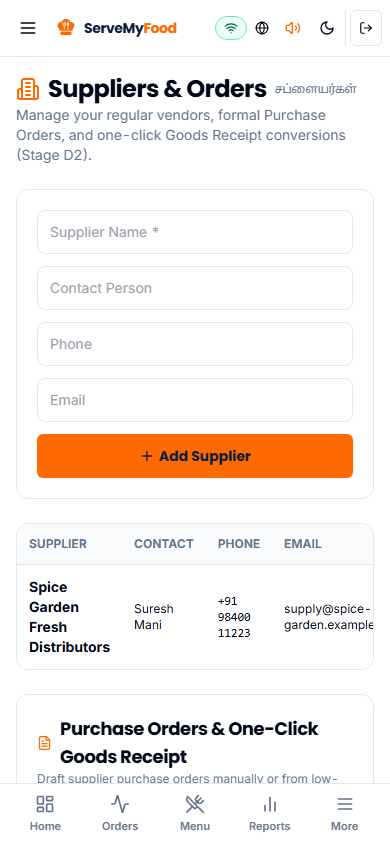 ServeMyFood
Suppliers & Orders சப்ளையர்கள்
Manage your regular vendors, formal Purchase
Orders, and one-click Goods Receipt conversions
(Stage D2).
Supplier Name *
Contact Person
Phone
Email
+ Add Supplier
SUPPLIER CONTACT PHONE EMAIL
Spice
Garden
Fresh
Distributors
Suresh
Mani
+91
98400
11223
supply@spice-
garden.example
Purchase Orders & One-Click
Goods Receipt
Draft supplier purchase orders manually or from low-
Home Orders Menu Reports More